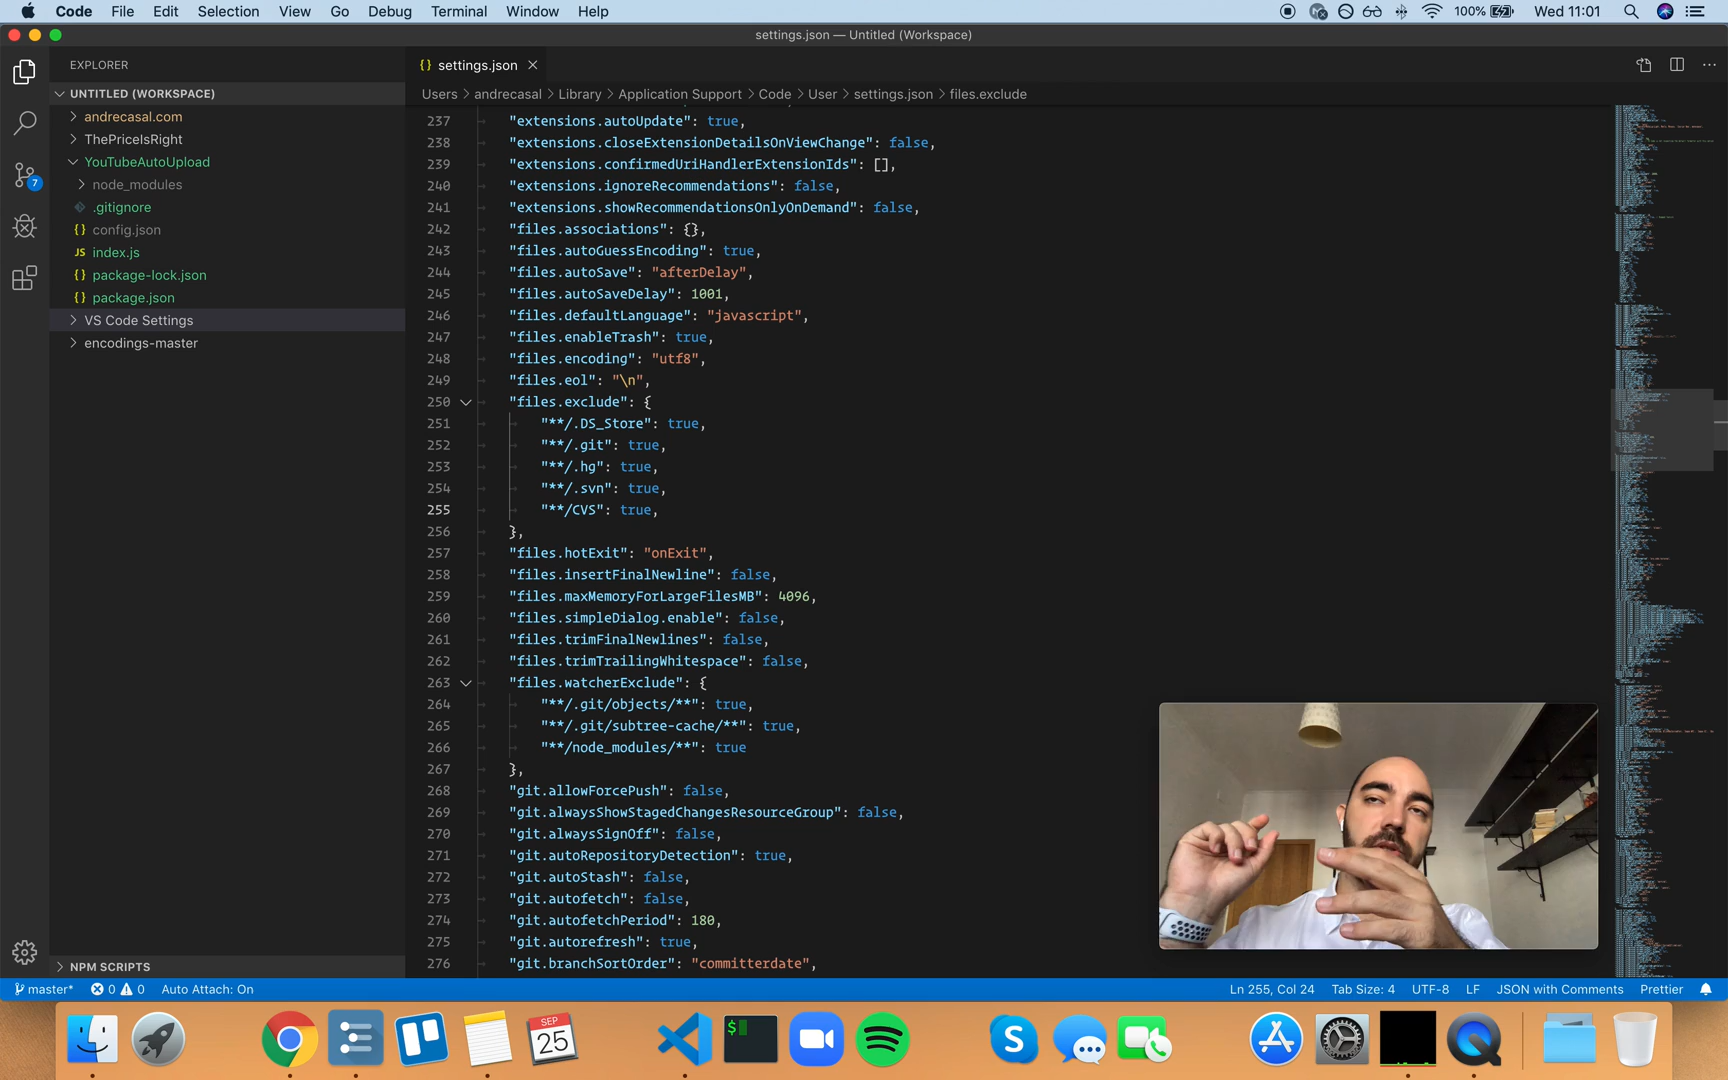 Code File Edit Selection View Go Debug Terminal Window Help 100% Wed 11:01
settings.json — Untitled (Workspace)
EXPLORER
UNTITLED (WORKSPACE)
andrecasal.com
ThePriceIsRight
YouTubeAutoUpload
node_modules
.gitignore
{} config.json
JS index.js
{} package-lock.json
{} package.json
VS Code Settings
encodings-master
NPM SCRIPTS
7
{} settings.json
Users > andrecasal > Library > Application Support > Code > User > settings.json > files.exclude
237 "extensions.autoUpdate": true,
238 "extensions.closeExtensionDetailsOnViewChange": false,
239 "extensions.confirmedUriHandlerExtensionIds": [],
240 "extensions.ignoreRecommendations": false,
241 "extensions.showRecommendationsOnlyOnDemand": false,
242 "files.associations": {},
243 "files.autoGuessEncoding": true,
244 "files.autoSave": "afterDelay",
245 "files.autoSaveDelay": 1001,
246 "files.defaultLanguage": "javascript",
247 "files.enableTrash": true,
248 "files.encoding": "utf8",
249 "files.eol": "\n",
250 "files.exclude": {
251 "**/.DS_Store": true,
252 "**/.git": true,
253 "**/.hg": true,
254 "**/.svn": true,
255 "**/CVS": true,
256 },
257 "files.hotExit": "onExit",
258 "files.insertFinalNewline": false,
259 "files.maxMemoryForLargeFilesMB": 4096,
260 "files.simpleDialog.enable": false,
261 "files.trimFinalNewlines": false,
262 "files.trimTrailingWhitespace": false,
263 "files.watcherExclude": {
264 "**/.git/objects/**": true,
265 "**/.git/subtree-cache/**": true,
266 "**/node_modules/**": true
267 },
268 "git.allowForcePush": false,
269 "git.alwaysShowStagedChangesResourceGroup": false,
270 "git.alwaysSignOff": false,
271 "git.autoRepositoryDetection": true,
272 "git.autoStash": false,
273 "git.autofetch": false,
274 "git.autofetchPeriod": 180,
275 "git.autorefresh": true,
276 "git.branchSortOrder": "committerdate",
master* 0 0 Auto Attach: On Ln 255, Col 24 Tab Size: 4 UTF-8 LF JSON with Comments Prettier
SEP
25
$